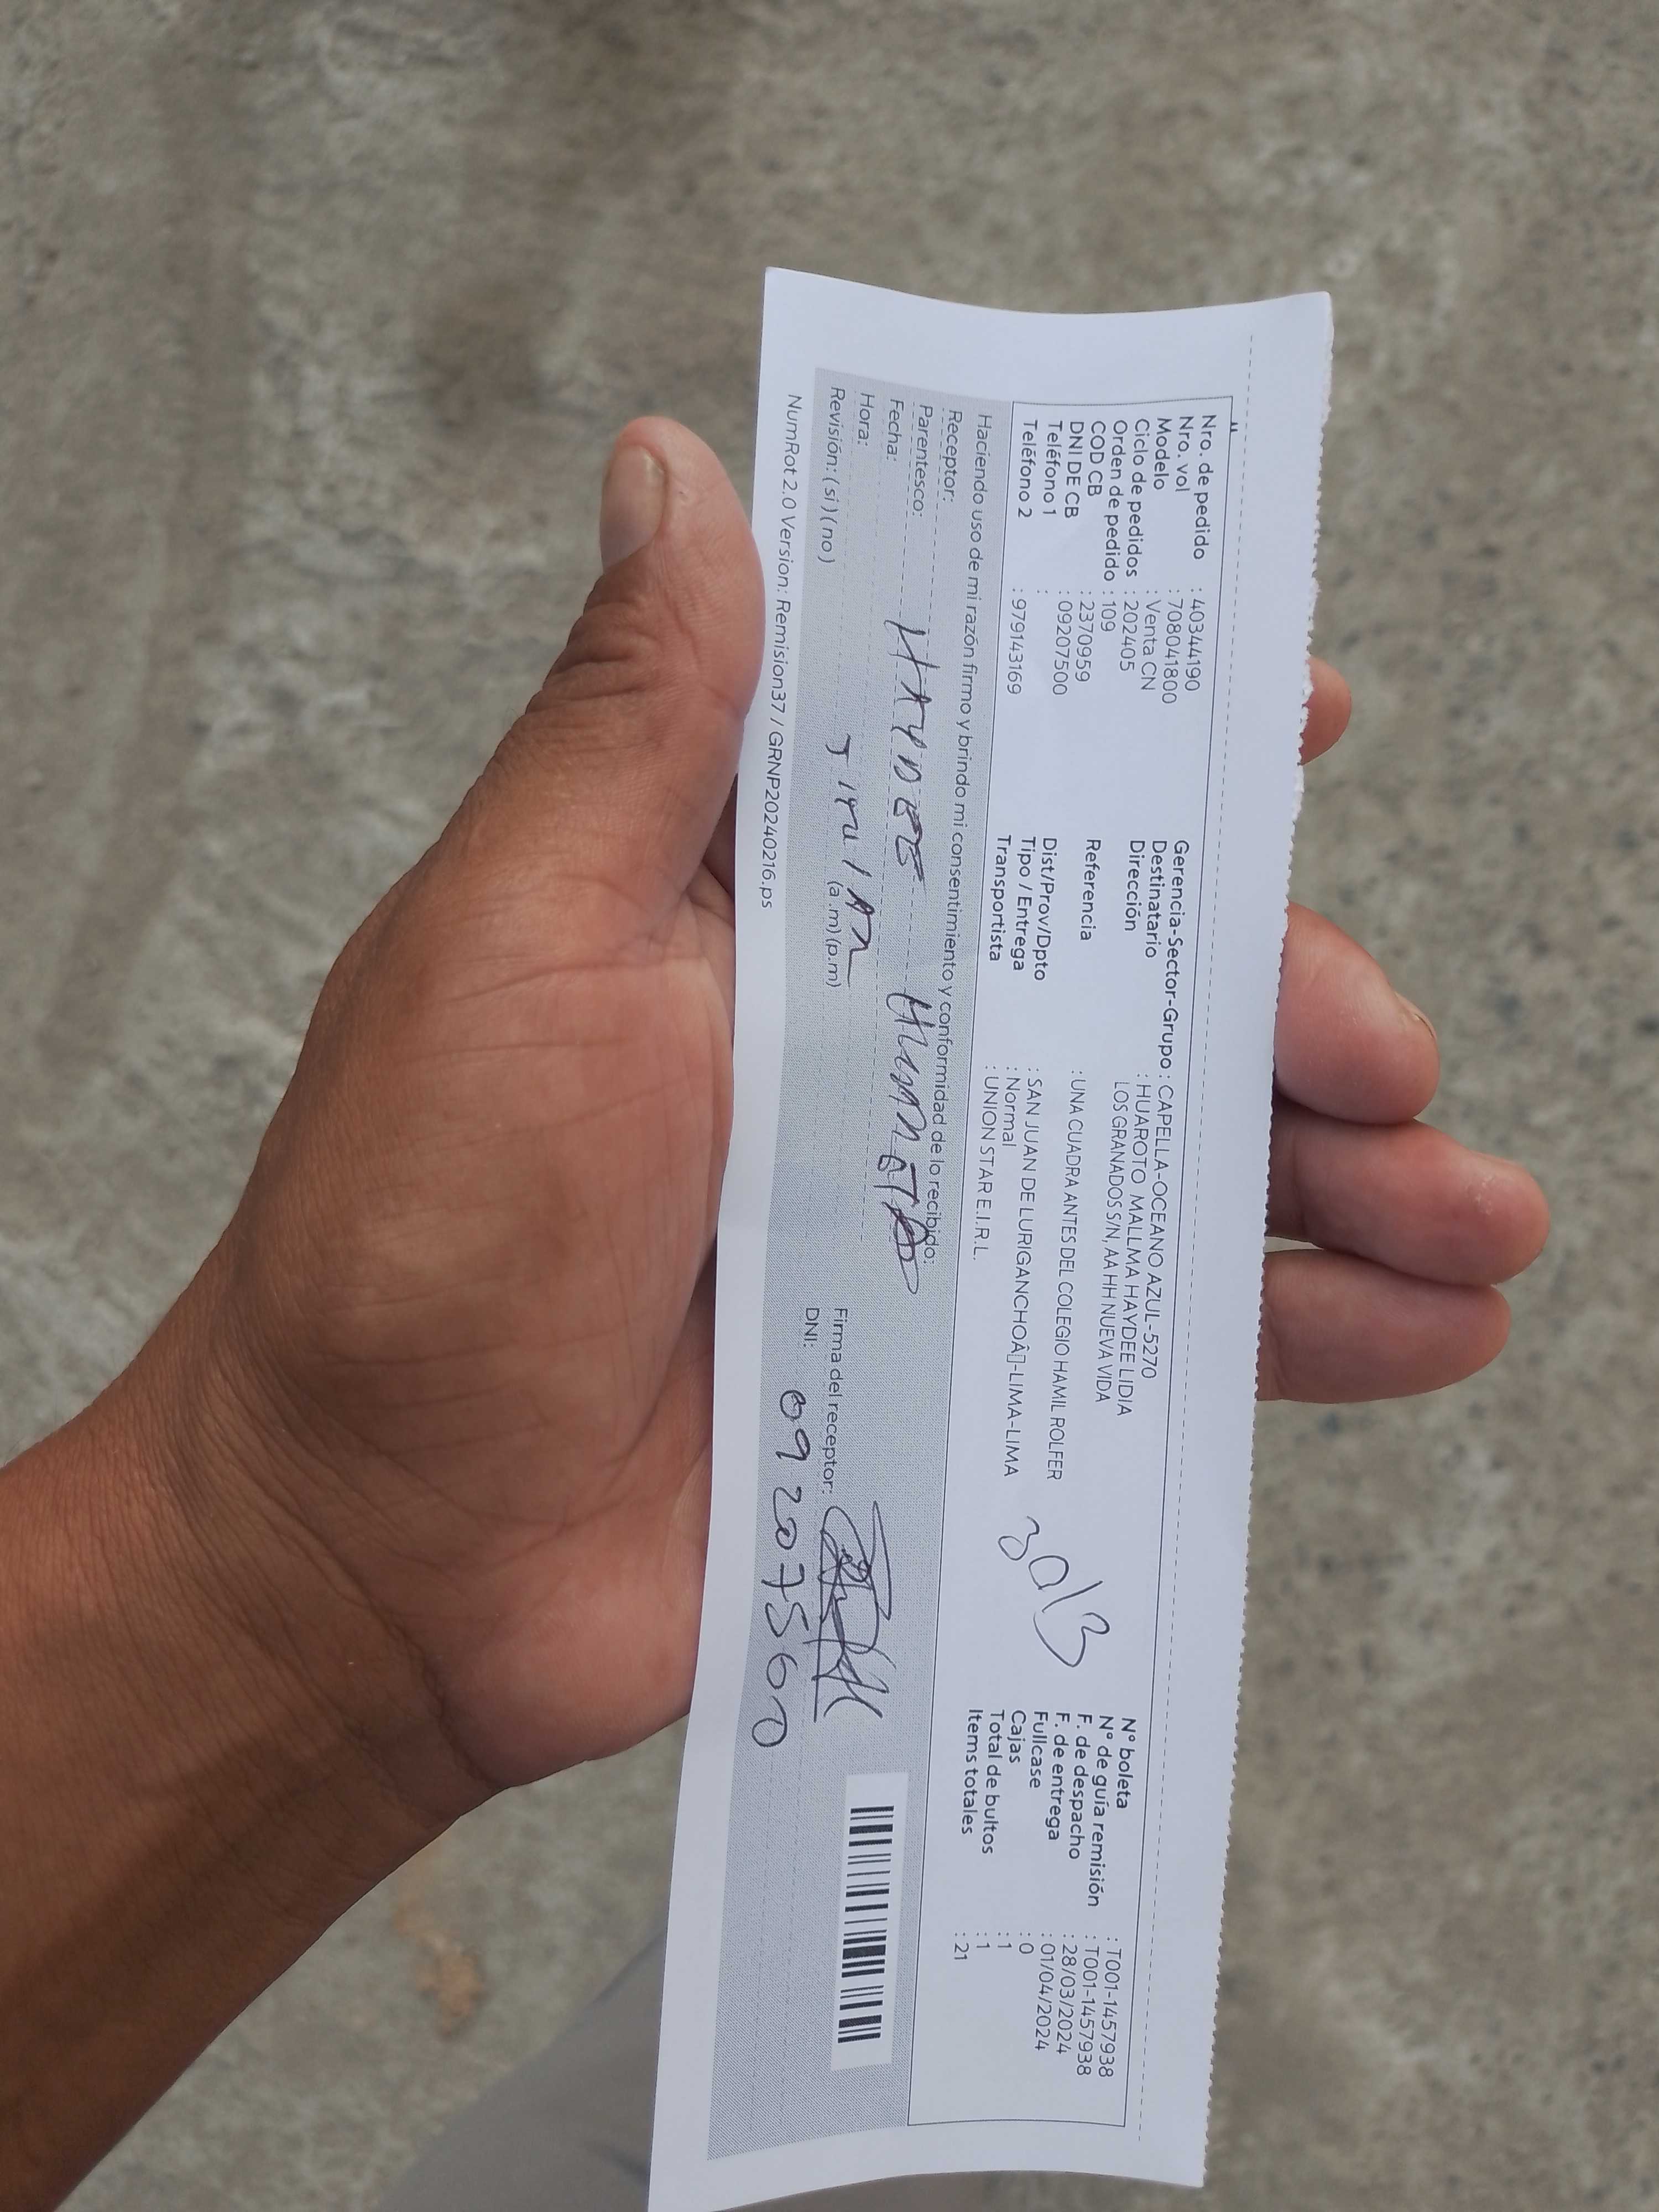 Nro. de pedido : 40344190
Nro. vol : 708041800
Modelo : Venta CN
Ciclo de pedidos : 202405
Orden de pedido : 109
COD CB : 2370959
DNI DE CB : 09207500
Teléfono 1 :
Teléfono 2 : 979143169
Gerencia-Sector-Grupo : CAPELLA-OCEANO AZUL-5270
Destinatario : HUAROTO MALLMA HAYDEE LIDIA
Dirección LOS GRANADOS S/N, AA HH NUEVA VIDA
Referencia : UNA CUADRA ANTES DEL COLEGIO HAMIL ROLFER
Dist/Prov/Dpto : SAN JUAN DE LURIGANCHOÂ▯-LIMA-LIMA
Tipo / Entrega : Normal
Transportista : UNION STAR E.I.R.L.
N° boleta : T001-1457938
N° de guía remisión : T001-1457938
F. de despacho : 28/03/2024
F. de entrega : 01/04/2024
Fullcase : 0
Cajas : 1
Total de bultos : 1
Items totales : 21
Haciendo uso de mi razón firmo y brindo mi consentimiento y conformidad de lo recibido:
Receptor:
Parentesco: HAYDEE
Fecha:
Hora: (a.m) (p.m)
Revisión: (si) (no)
Firma del receptor:
DNI: 09207500
NumRot 2.0 Version: Remision37 / GRNP20240216.ps